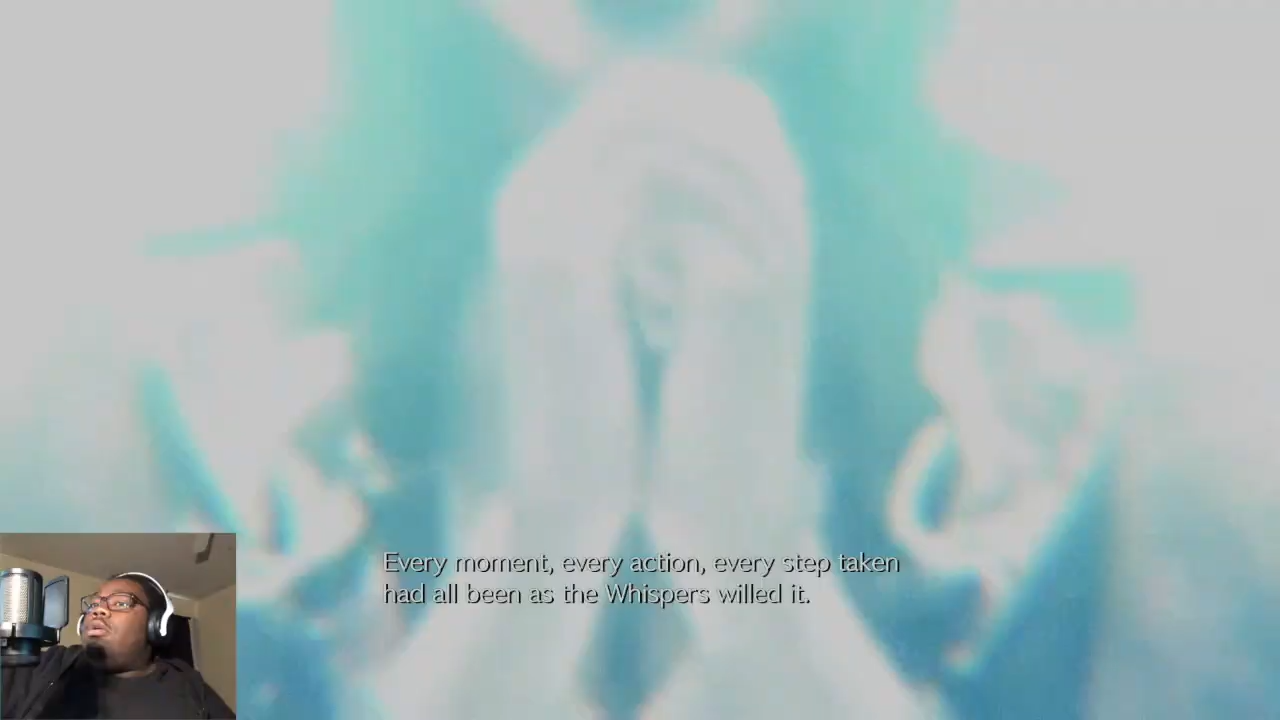 Every moment, every action, every step taken
had all been as the Whispers willed it.